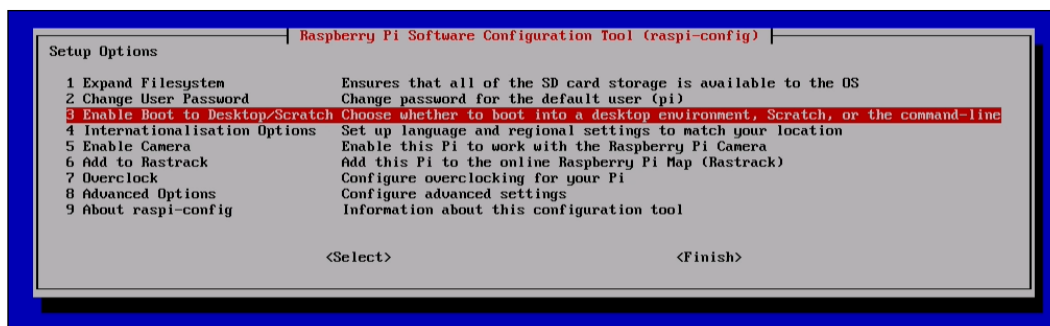 Raspberry Pi Software Configuration Tool (raspi-config)
Setup Options
1 Expand Filesystem Ensures that all of the SD card storage is available to the OS
2 Change User Password Change password for the default user (pi)
3 Enable Boot to Desktop/Scratch Choose whether to boot into a desktop environment, Scratch, or the command-line
4 Internationalisation Options Set up language and regional settings to match your location
5 Enable Camera Enable this Pi to work with the Raspberry Pi Camera
6 Add to Rastrack Add this Pi to the online Raspberry Pi Map (Rastrack)
7 Overclock Configure overclocking for your Pi
8 Advanced Options Configure advanced settings
9 About raspi-config Information about this configuration tool
<Select> <Finish>